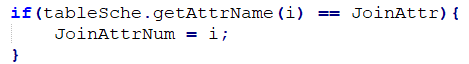 if(tableSche.getAttrName(i) == JoinAttr){
    JoinAttrNum = i;
}